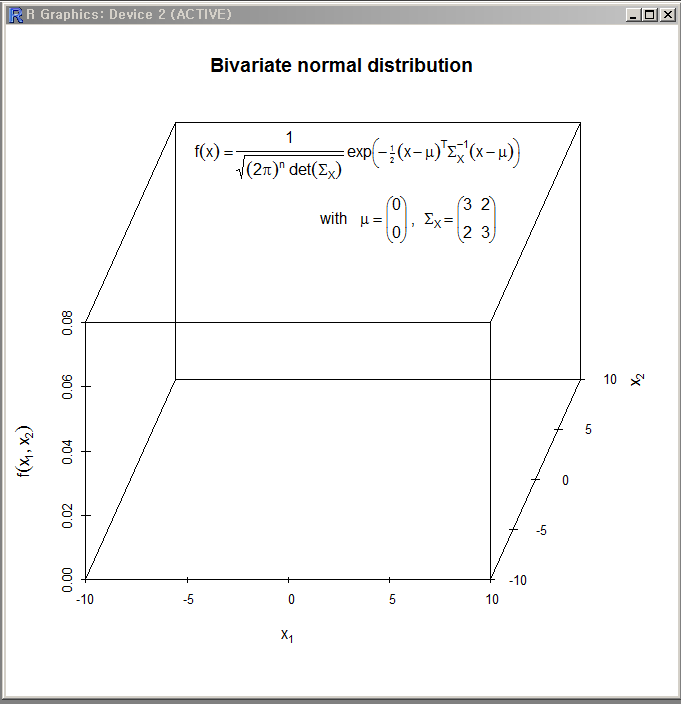 R Graphics: Device 2 (ACTIVE)
Bivariate normal distribution
f(x) = 1 / √((2π)ⁿ det(Σ_X)) exp(−½(x−μ)ᵀΣ_X⁻¹(x−μ))
with μ = (0 0), Σ_X = (3 2 2 3)
0.08
0.06
0.04
0.02
0.00
f(x₁, x₂)
-10 -5 0 5 10
x₁
10
5
0
-5
-10
x₂